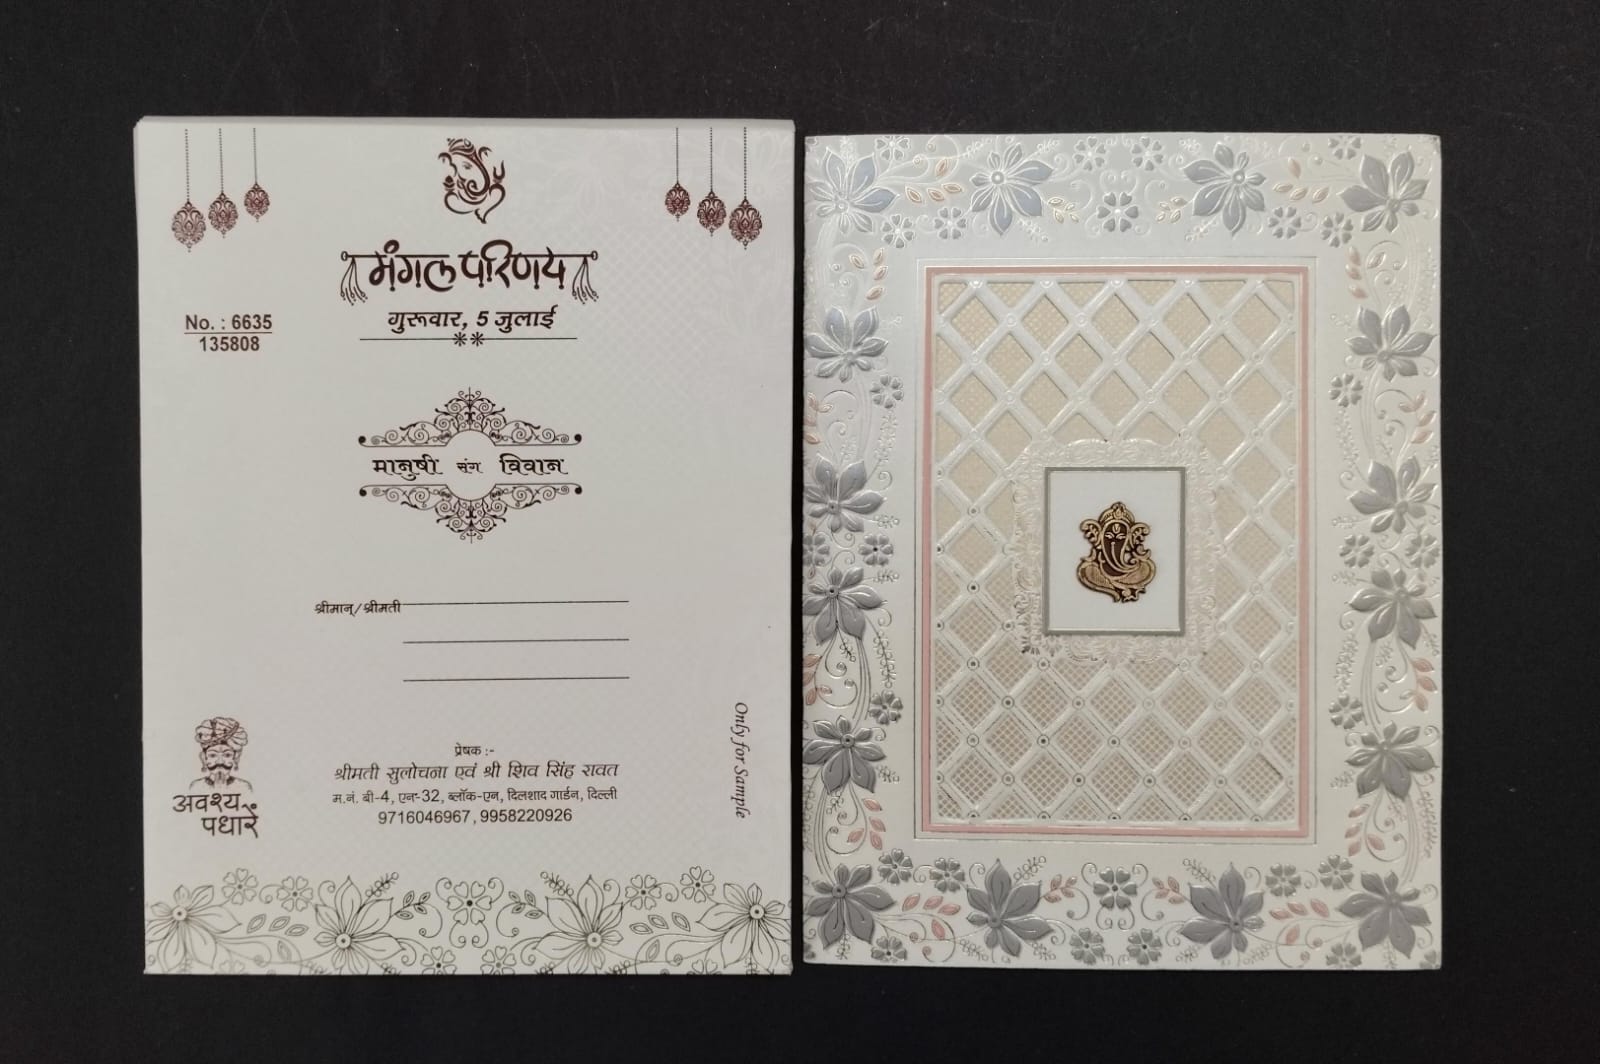 मंगल परिणय
गुरूवार, 5 जुलाई
No. : 6635
135808
मानुषी संग विवान
श्रीमान्/श्रीमती
Only for Sample
अवश्य
पधारें
प्रेषक :-
श्रीमती सुलोचना एवं श्री शिव सिंह रावत
म.नं. बी-4, एन-32, ब्लॉक-एन, दिलशाद गार्डन, दिल्ली
9716046967, 9958220926